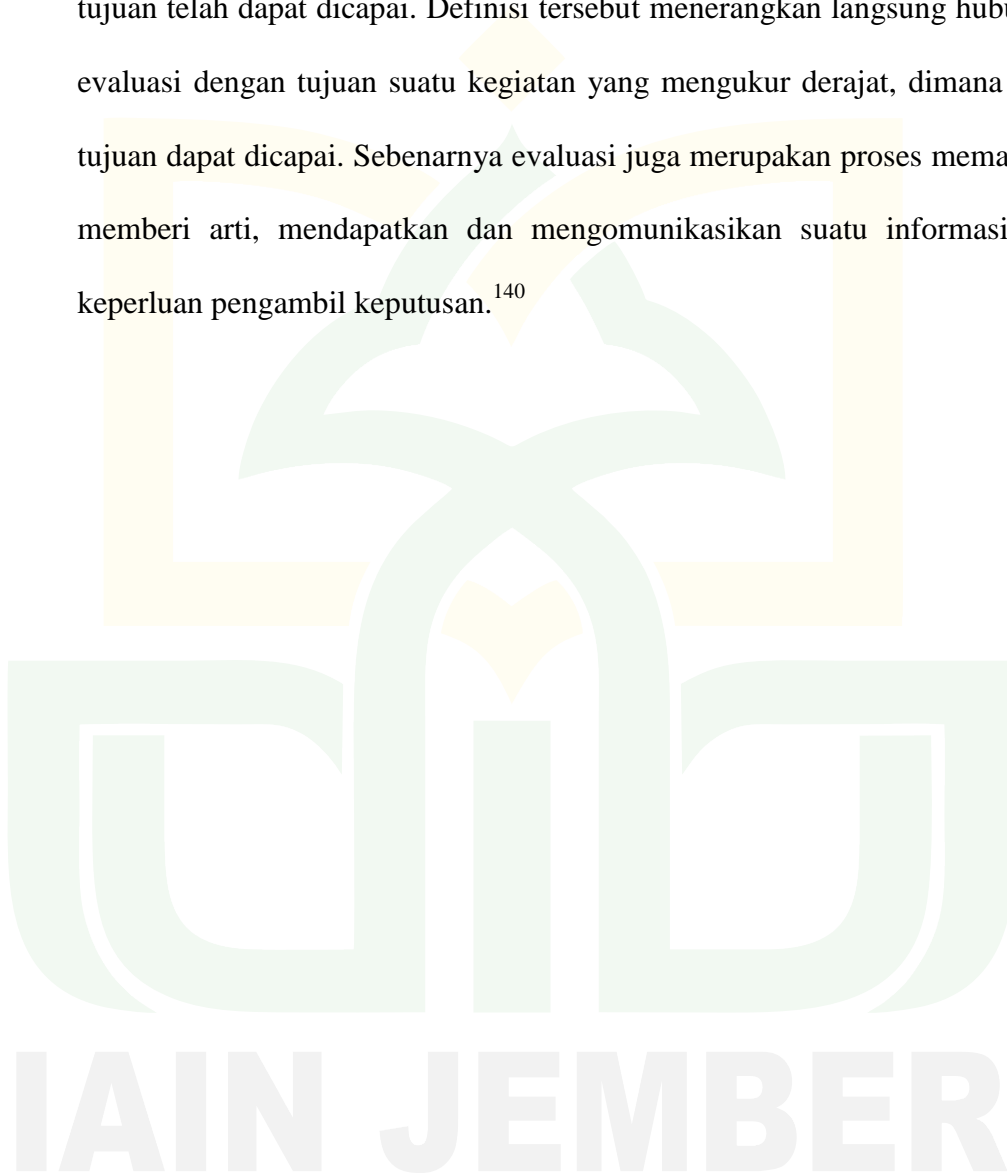 tujuan telah dapat dicapai. Definisi tersebut menerangkan langsung
evaluasi dengan tujuan suatu kegiatan yang mengukur derajat, dimana
tujuan dapat dicapai. Sebenarnya evaluasi juga merupakan proses
memberi arti, mendapatkan dan mengomunikasikan suatu informasi
keperluan pengambil keputusan.140
IAIN JEMBER